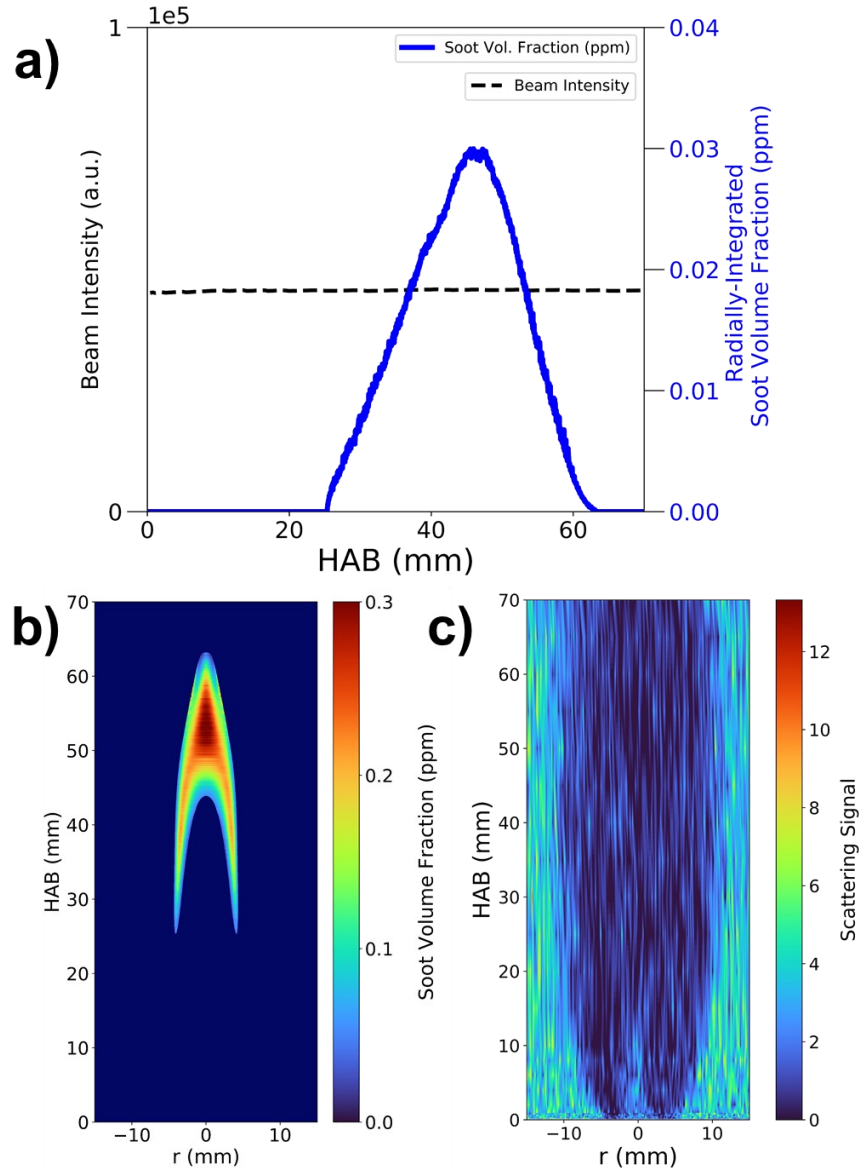 a)
1e5
1
0
Beam Intensity (a.u.)
Soot Vol. Fraction (ppm)
Beam Intensity
0.04
0.03
0.02
0.01
0.00
Radially-Integrated
Soot Volume Fraction (ppm)
0 20 40 60
HAB (mm)
b)
70
60
50
40
30
20
10
0
HAB (mm)
−10 0 10
r (mm)
0.3
0.2
0.1
0.0
Soot Volume Fraction (ppm)
c)
70
60
50
40
30
20
10
0
HAB (mm)
−10 0 10
r (mm)
12
10
8
6
4
2
0
Scattering Signal